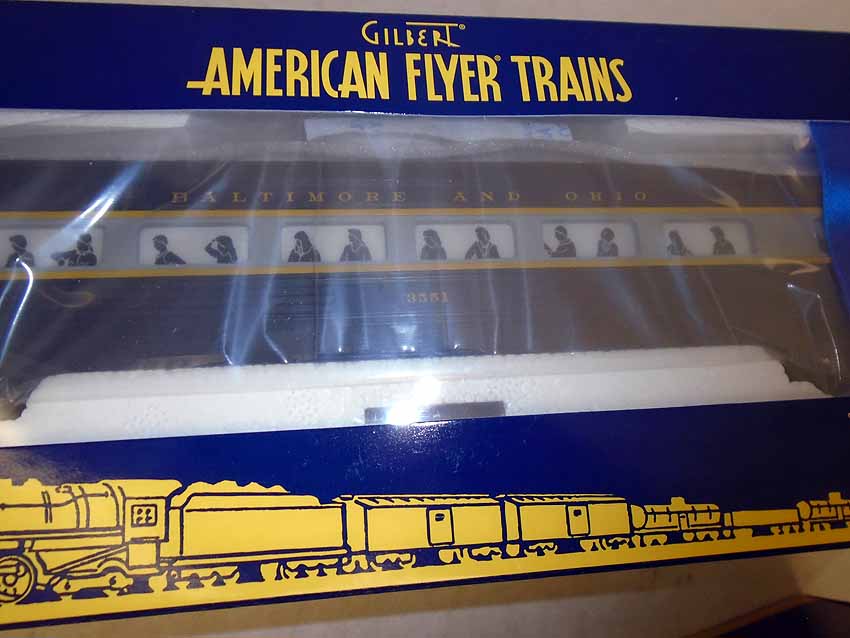 GILBERT®
AMERICAN FLYER® TRAINS
BALTIMORE AND OHIO
3551